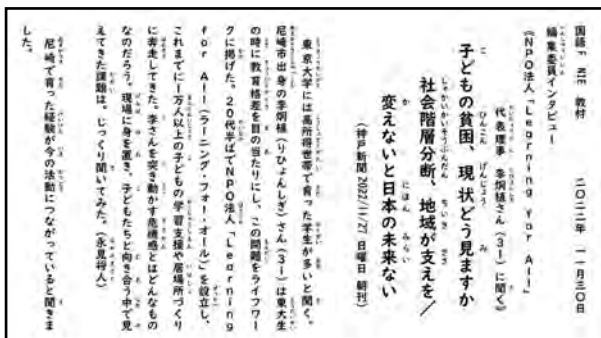 国語「 教材 二〇二二年 一一月三〇日
編集委員インタビュー
《NPO法人「Learning for All」
代表理事 李炯植さん(31)に聞く》
子どもの貧困、現状どう見ますか
社会階層分断、地域が支えを/
変えないと日本の未来ない
(神戸新聞 2022/11/27 日曜日 朝刊)
東京大学には高所得世帯で育った学生が多いと聞く。
尼崎市出身の李炯植(りひょんしぎ)さん(31)は東大生
の時に教育格差を目の当たりにし、この問題をライフワー
クに掲げた。20代半ばでNPO法人「Learning
for All(ラーニング・フォー・オール)」を設立し、
これまでに1万人以上の子どもの学習支援や居場所づくり
に奔走してきた。李さんを突き動かす危機感とはどんなもの
なのだろう。現場に身を置き、子どもたちと向き合う中で見
えてきた課題は。じっくり聞いてみた。(永見将人)
尼崎で育った経験が今の活動につながっていると聞きま
した。